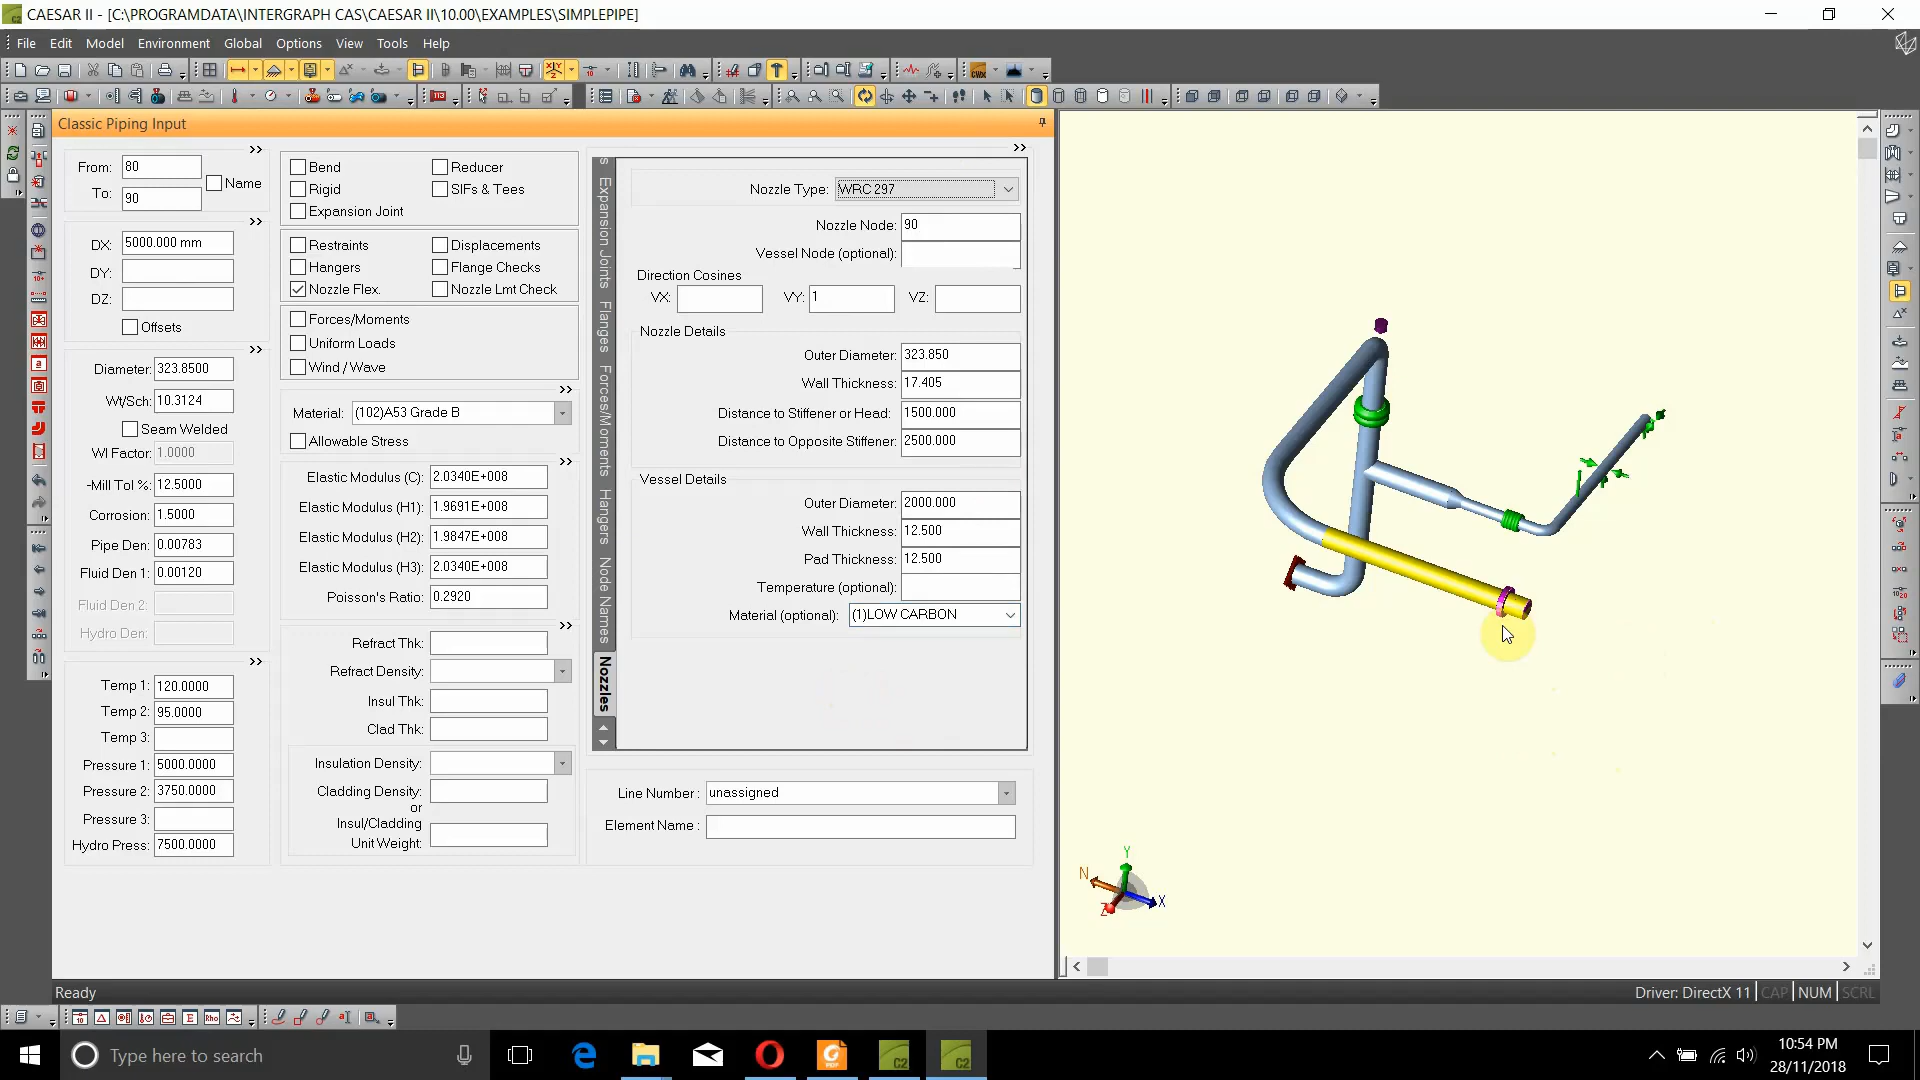 CAESAR II - [C:\PROGRAMDATA\INTERGRAPH CAS\CAESAR II\10.00\EXAMPLES\SIMPLEPIPE]
File Edit Model Environment Global Options View Tools Help
Classic Piping Input
From: 80
To: 90
Name
DX: 5000.000 mm
DY:
DZ:
Offsets
Diameter: 323.8500
Wt/Sch: 10.3124
Seam Welded
WI Factor: 1.0000
-Mill Tol %: 12.5000
Corrosion: 1.5000
Pipe Den: 0.00783
Fluid Den 1: 0.00120
Fluid Den 2:
Fluid Den 3:
Hydro Den:
Temp 1: 120.0000
Temp 2: 95.0000
Temp 3:
Pressure 1: 5000.0000
Pressure 2: 3750.0000
Pressure 3:
Hydro Press: 7500.0000
Bend Reducer
Rigid SIFs & Tees
Expansion Joint
Restraints Displacements
Hangers Flange Checks
Nozzle Flex. Nozzle Lmt Check
Forces/Moments
Uniform Loads
Wind / Wave
Material: (102)A53 Grade B
Allowable Stress
Elastic Modulus (C): 2.0340E+008
Elastic Modulus (H1): 1.9691E+008
Elastic Modulus (H2): 1.9847E+008
Elastic Modulus (H3): 2.0340E+008
Poisson's Ratio: 0.2920
Refract Thk:
Refract Density:
Insul Thk:
Clad Thk:
Insulation Density:
Cladding Density:
or
Insul/Cladding
Unit Weight:
s
Expansion Joints
Flanges
Forces/Moments
Hangers
Node Names
Nozzles
Nozzle Type: WRC 297
Nozzle Node: 90
Vessel Node (optional):
Direction Cosines
VX: VY: 1 VZ:
Nozzle Details
Outer Diameter: 323.850
Wall Thickness: 17.405
Distance to Stiffener or Head: 1500.000
Distance to Opposite Stiffener: 2500.000
Vessel Details
Outer Diameter: 2000.000
Wall Thickness: 12.500
Pad Thickness: 12.500
Temperature (optional):
Material (optional): (1)LOW CARBON
Line Number : unassigned
Element Name :
Y
N
X
Z
Ready
Driver: DirectX 11 CAP NUM SCRL
Type here to search
10:54 PM
28/11/2018